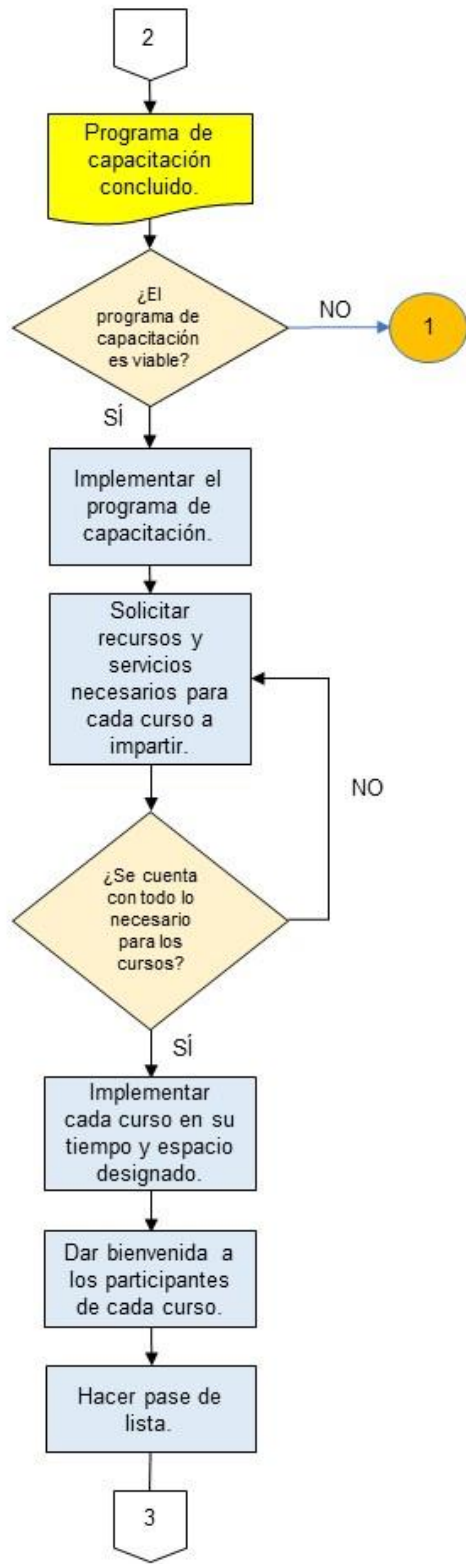 2
Programa de
capacitación
concluido.
¿El
programa de
capacitación
es viable?
NO
1
SÍ
Implementar el
programa de
capacitación.
Solicitar
recursos y
servicios
necesarios para
cada curso a
impartir.
NO
¿Se cuenta
con todo lo
necesario
para los
cursos?
SÍ
Implementar
cada curso en su
tiempo y espacio
designado.
Dar bienvenida a
los participantes
de cada curso.
Hacer pase de
lista.
3